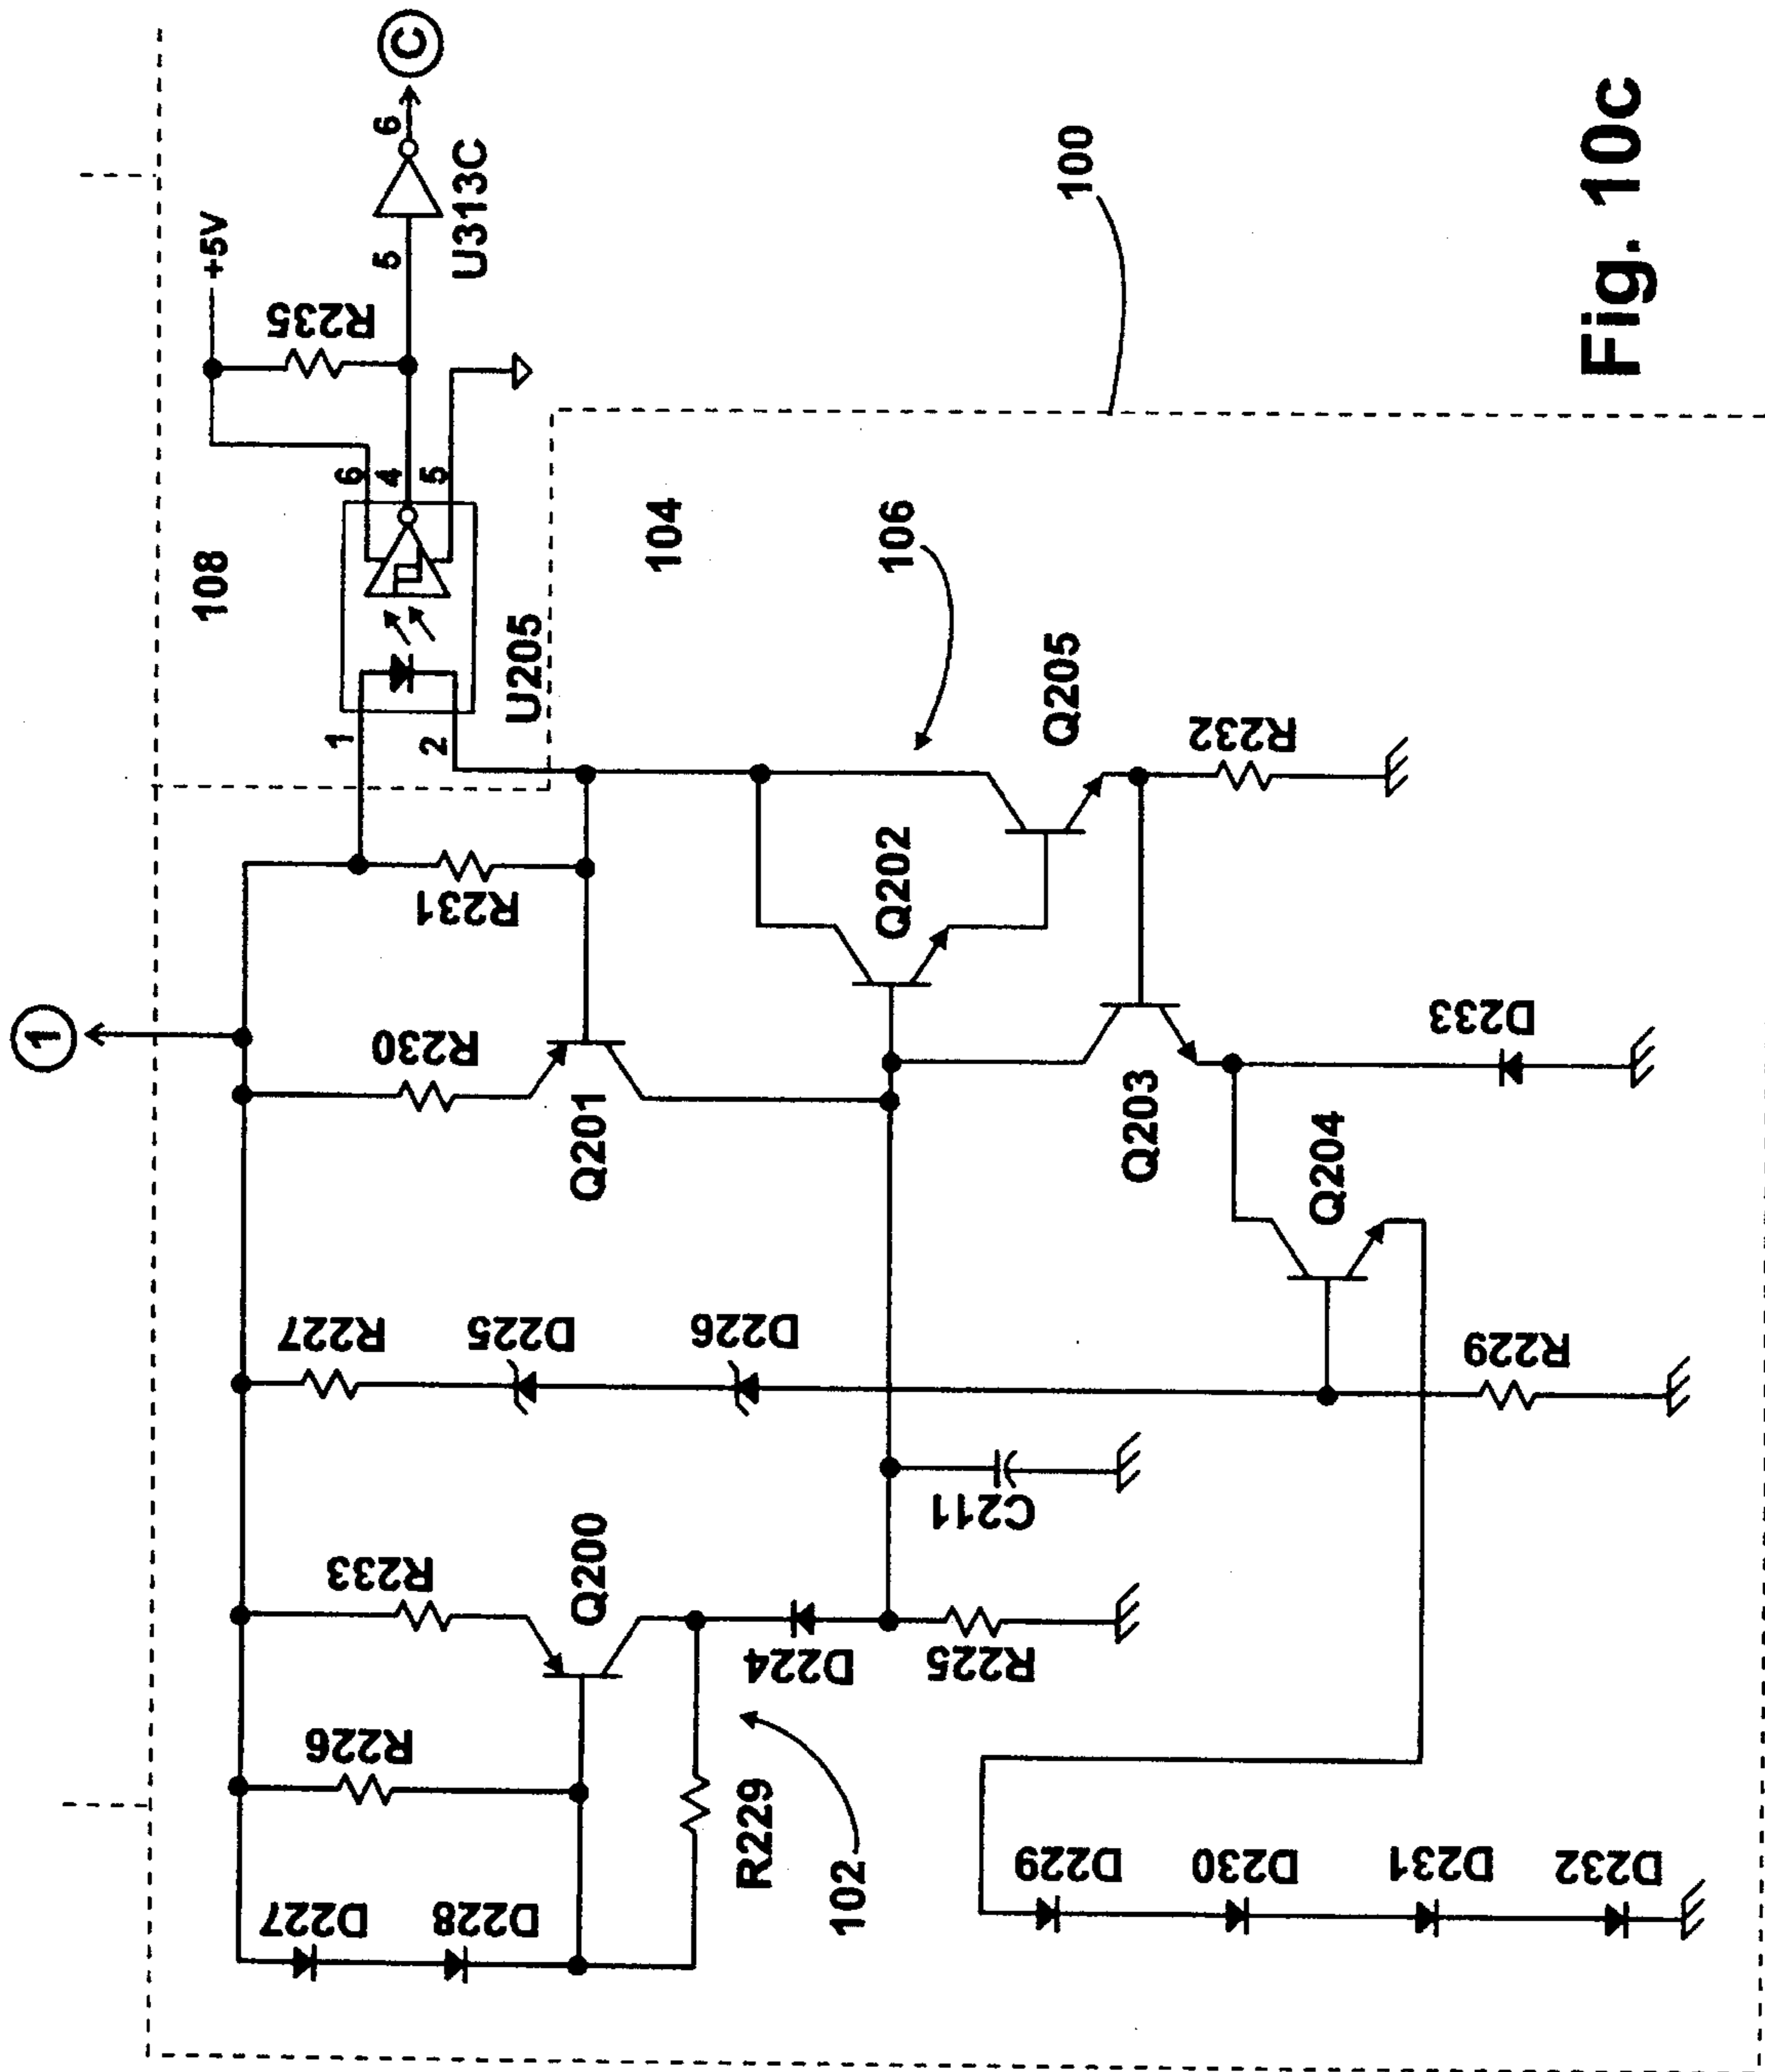 1
C
+5V
R235
6
5
U313C
108
6
4
5
1
2
U205
R231
R230
Q201
104
106
Q202
Q205
R232
Q203
D233
Q204
R227
D225
D226
R229
C211
R233
Q200
R226
D224
R225
D227
D228
R229
102
D229
D230
D231
D232
100
Fig. 10c